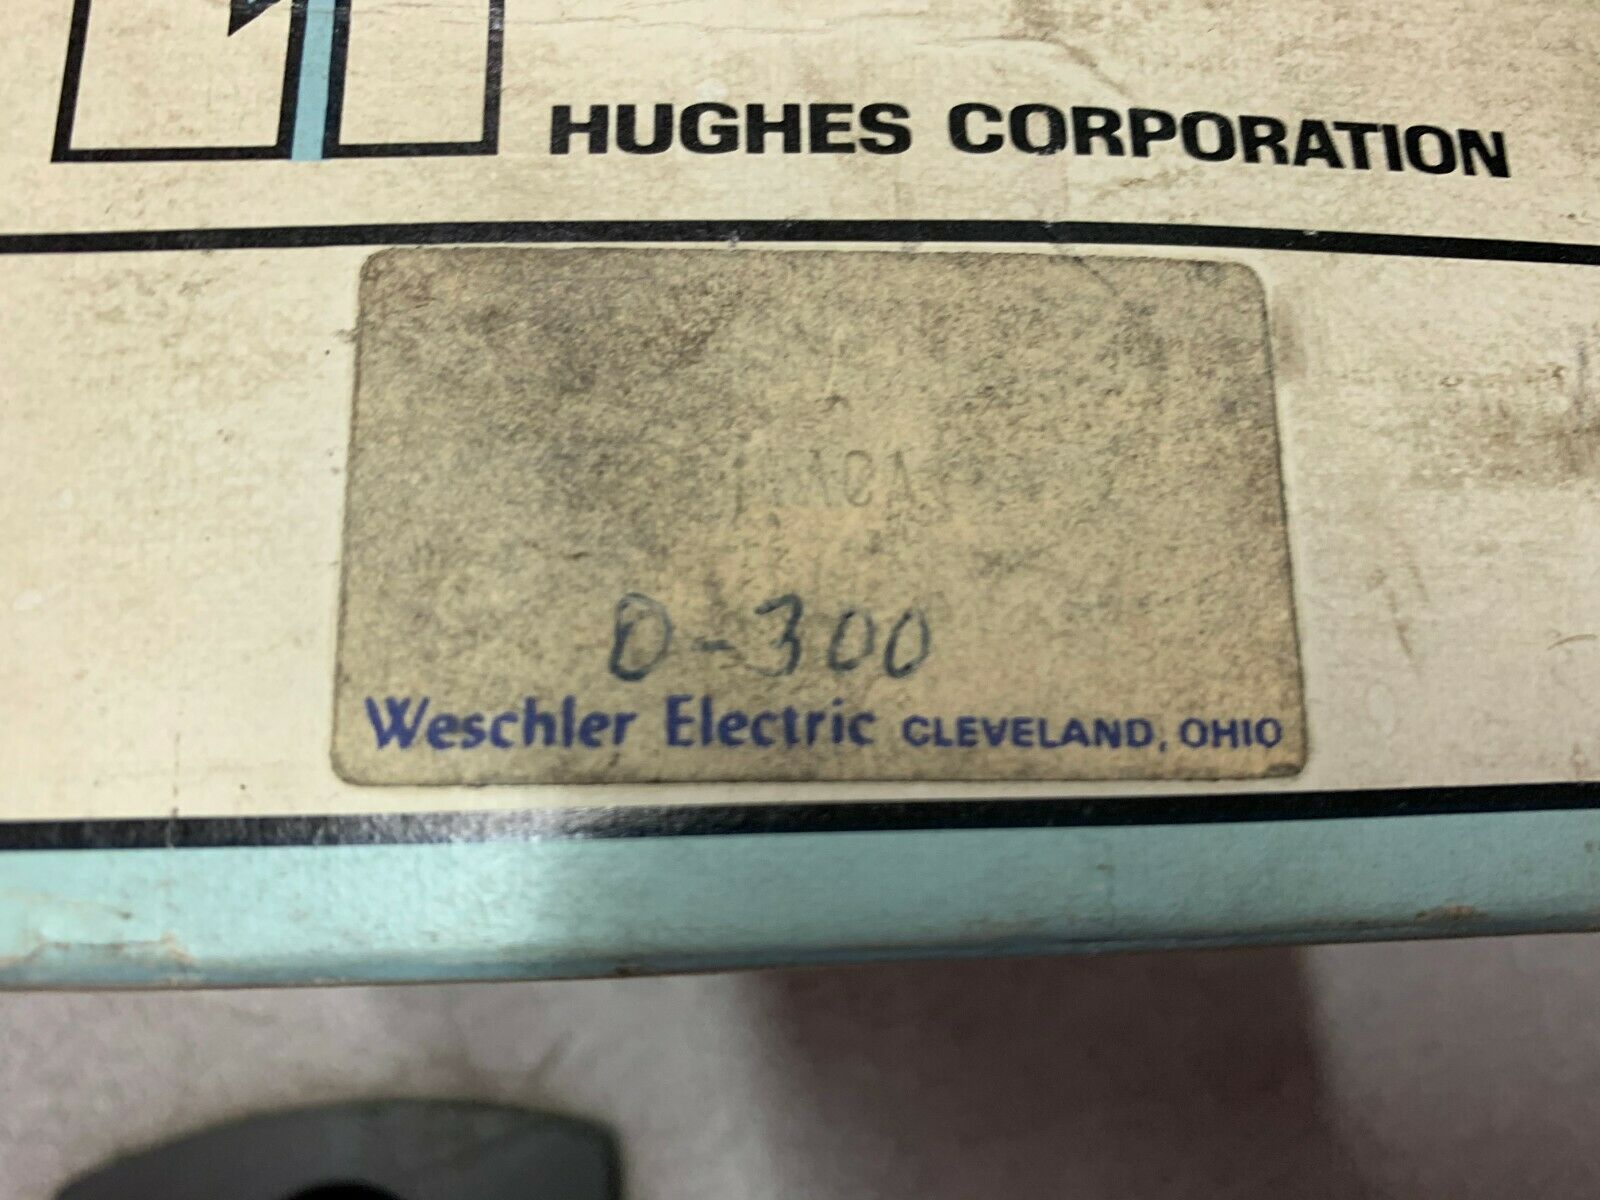 HUGHES CORPORATION
0-300
Weschler Electric CLEVELAND, OHIO